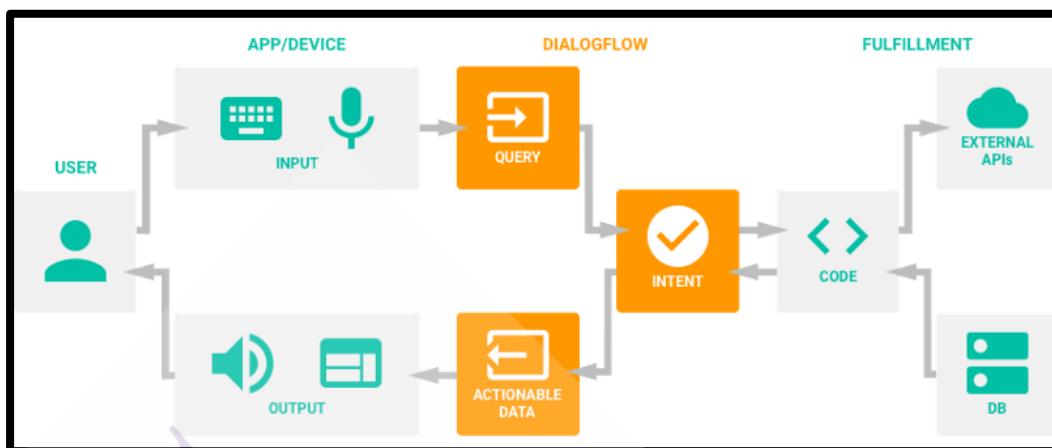 APP/DEVICE
DIALOGFLOW
FULFILLMENT
USER
INPUT
QUERY
EXTERNAL
APIs
INTENT
CODE
OUTPUT
ACTIONABLE
DATA
DB